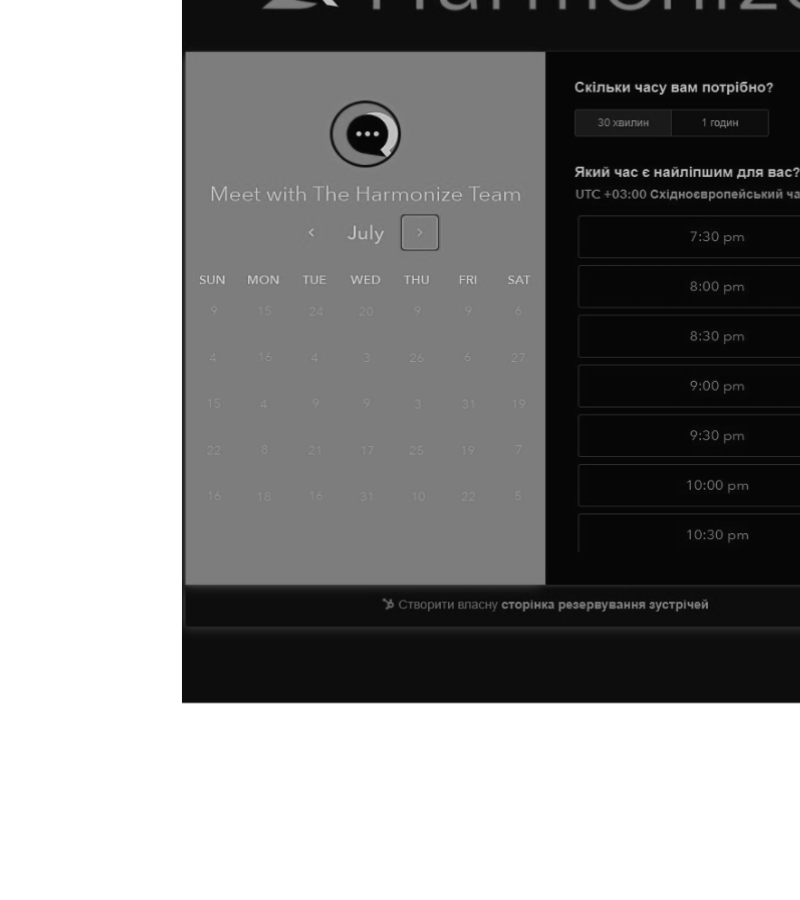 Harmonize
Meet with The Harmonize Team
‹ July ›
SUN MON TUE WED THU FRI SAT
9 15 24 20 9 9 6
4 16 4 3 26 6 27
15 4 9 9 3 31 19
22 8 21 17 25 19 7
16 18 16 31 10 22 5
Скільки часу вам потрібно?
30 хвилин 1 годин
Який час є найліпшим для вас?
UTC +03:00 Східноєвропейський ча
7:30 pm
8:00 pm
8:30 pm
9:00 pm
9:30 pm
10:00 pm
10:30 pm
Створити власну сторінка резервування зустрічей